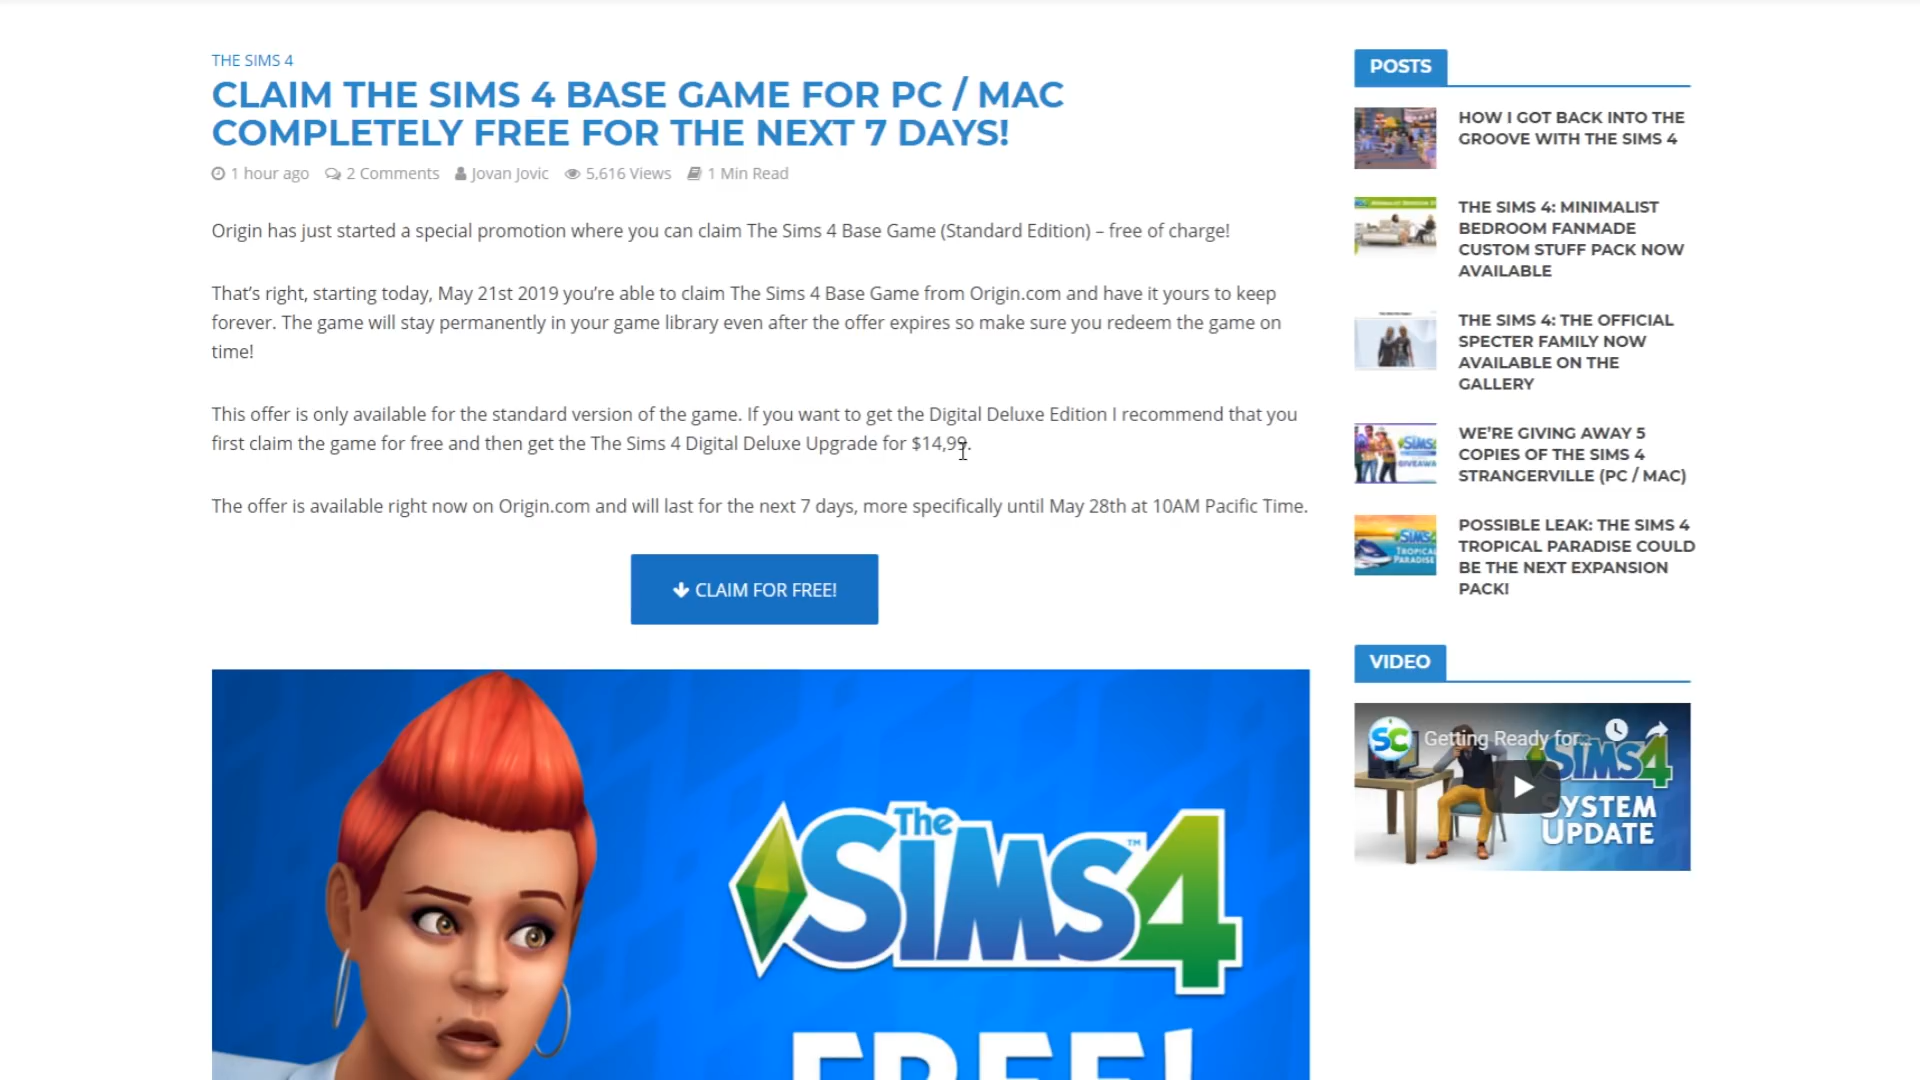 THE SIMS 4
CLAIM THE SIMS 4 BASE GAME FOR PC / MAC
COMPLETELY FREE FOR THE NEXT 7 DAYS!
1 hour ago 2 Comments Jovan Jovic 5,616 Views 1 Min Read
Origin has just started a special promotion where you can claim The Sims 4 Base Game (Standard Edition) – free of charge!
That’s right, starting today, May 21st 2019 you’re able to claim The Sims 4 Base Game from Origin.com and have it yours to keep
forever. The game will stay permanently in your game library even after the offer expires so make sure you redeem the game on
time!
This offer is only available for the standard version of the game. If you want to get the Digital Deluxe Edition I recommend that you
first claim the game for free and then get the The Sims 4 Digital Deluxe Upgrade for $14,99.
The offer is available right now on Origin.com and will last for the next 7 days, more specifically until May 28th at 10AM Pacific Time.
CLAIM FOR FREE!
The
SIMS 4
™
FREE!
POSTS
HOW I GOT BACK INTO THE
GROOVE WITH THE SIMS 4
THE SIMS 4: MINIMALIST
BEDROOM FANMADE
CUSTOM STUFF PACK NOW
AVAILABLE
THE SIMS 4: THE OFFICIAL
SPECTER FAMILY NOW
AVAILABLE ON THE
GALLERY
SIMS
GIVEAWA
WE’RE GIVING AWAY 5
COPIES OF THE SIMS 4
STRANGERVILLE (PC / MAC)
SIMS
TROPICAL
PARADISE
POSSIBLE LEAK: THE SIMS 4
TROPICAL PARADISE COULD
BE THE NEXT EXPANSION
PACK!
VIDEO
SC
Getting Ready for...
SIMS 4
SYSTEM
UPDATE